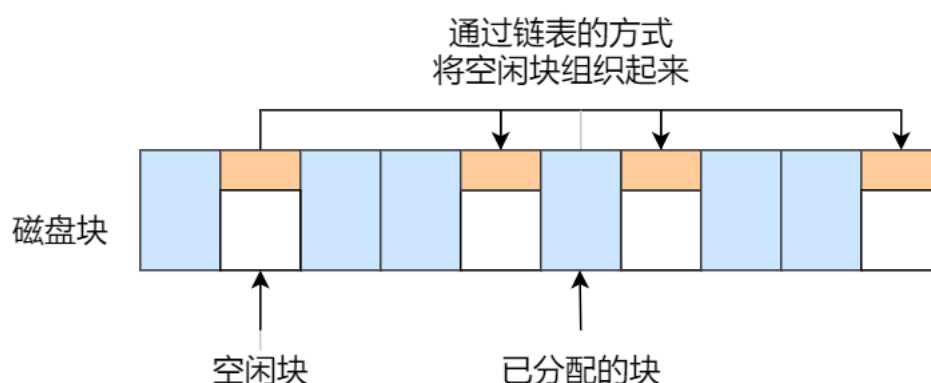 通过链表的方式
将空闲块组织起来
磁盘块
空闲块
已分配的块